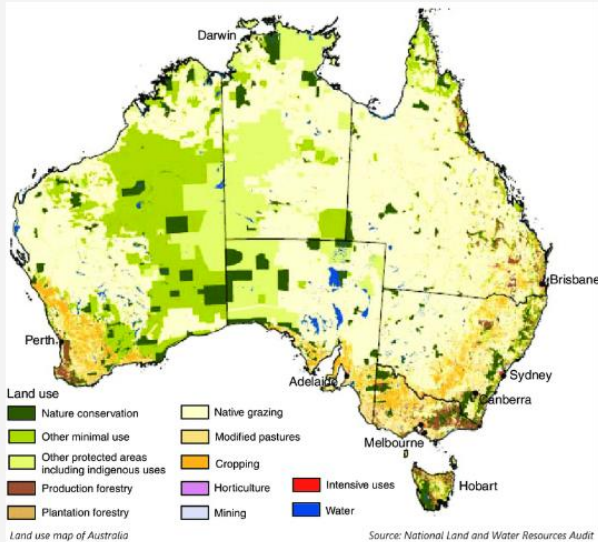 Darwin
Brisbane
Perth
Adelaide
Sydney
Canberra
Melbourne
Hobart
Land use
Nature conservation
Other minimal use
Other protected areas
including indigenous uses
Production forestry
Plantation forestry
Native grazing
Modified pastures
Cropping
Horticulture
Mining
Intensive uses
Water
Land use map of Australia
Source: National Land and Water Resources Audit